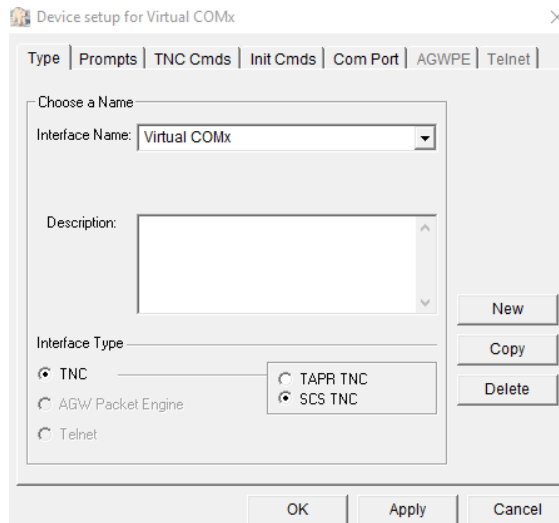 Device setup for Virtual COMx
Type Prompts TNC Cmds Init Cmds Com Port AGWPE Telnet
Choose a Name
Interface Name: Virtual COMx
Description:
New
Interface Type
Copy
TNC
TAPR TNC
Delete
AGW Packet Engine
SCS TNC
Telnet
OK Apply Cancel